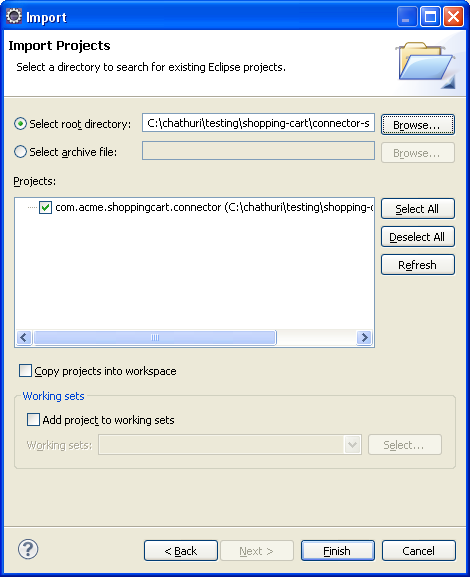 Import
Import Projects
Select a directory to search for existing Eclipse projects.
Select root directory: C:\chathuri\testing\shopping-cart\connector-s Browse...
Select archive file: Browse...
Projects:
com.acme.shoppingcart.connector (C:\chathuri\testing\shopping-c
Select All
Deselect All
Refresh
Copy projects into workspace
Working sets
Add project to working sets
Working sets: Select...
? < Back Next > Finish Cancel